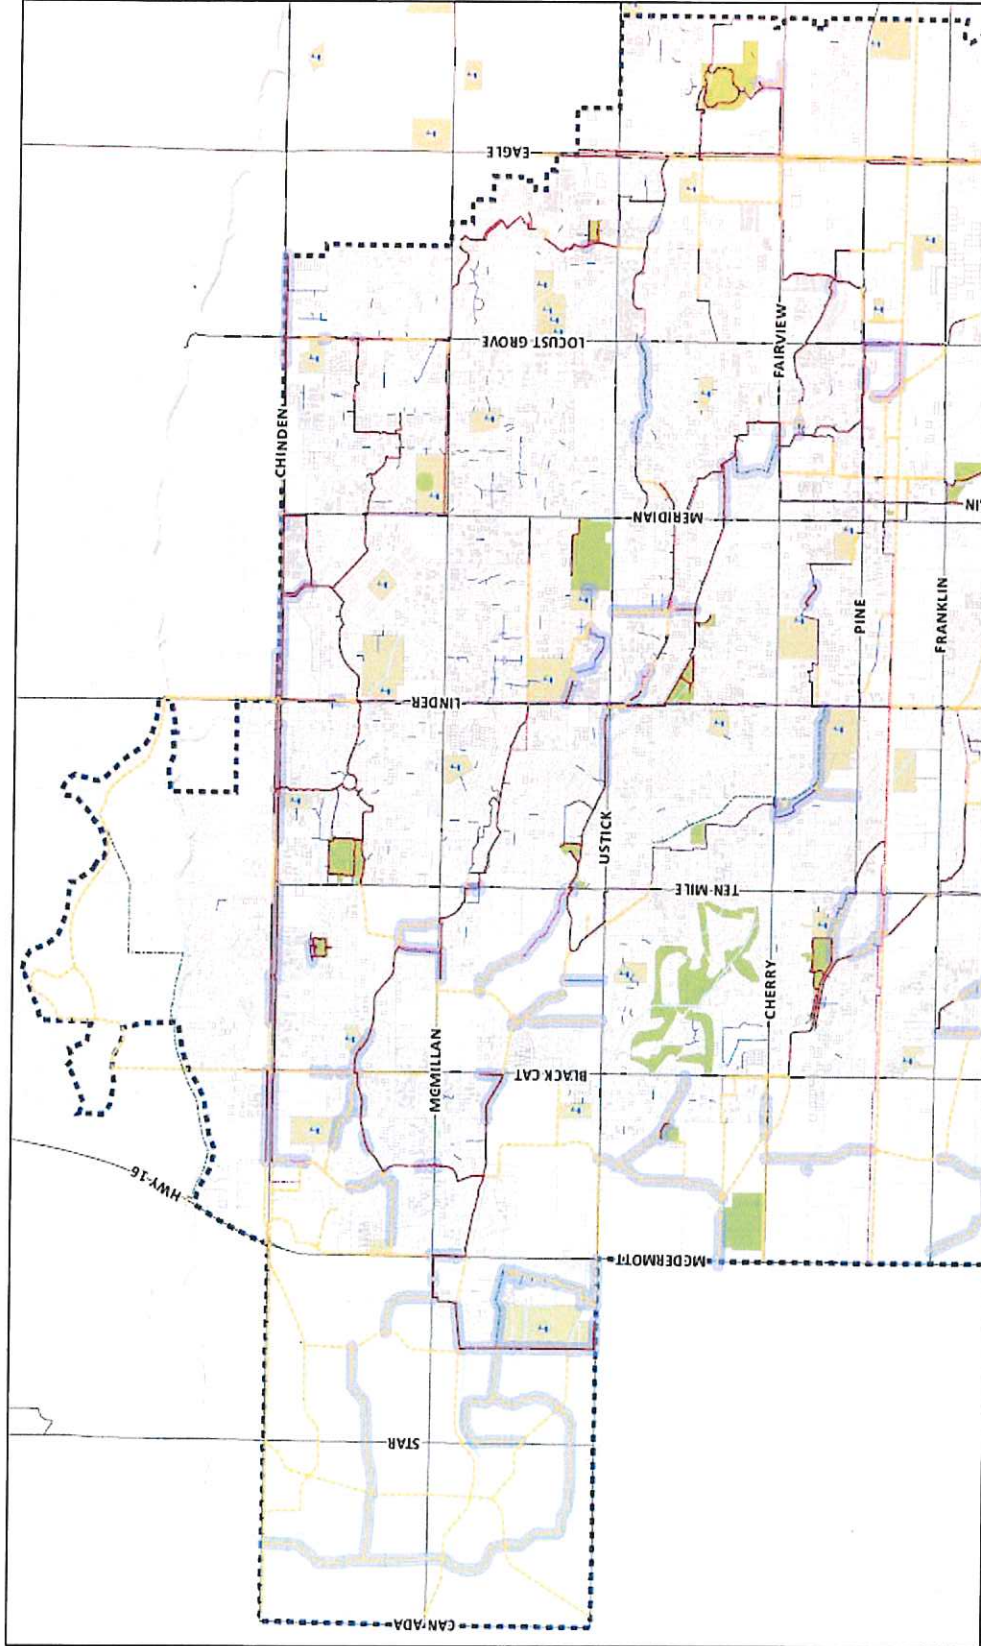 EAGLE
LOCUST GROVE
FAIRVIEW
CHINDEN
MERIDIAN
IN
PINE
FRANKLIN
LINDER
USTICK
TEN MILE
CHERRY
MCMILLAN
BLACK CAT
HWY-16
MCDERMOTT
STAR
CANADA